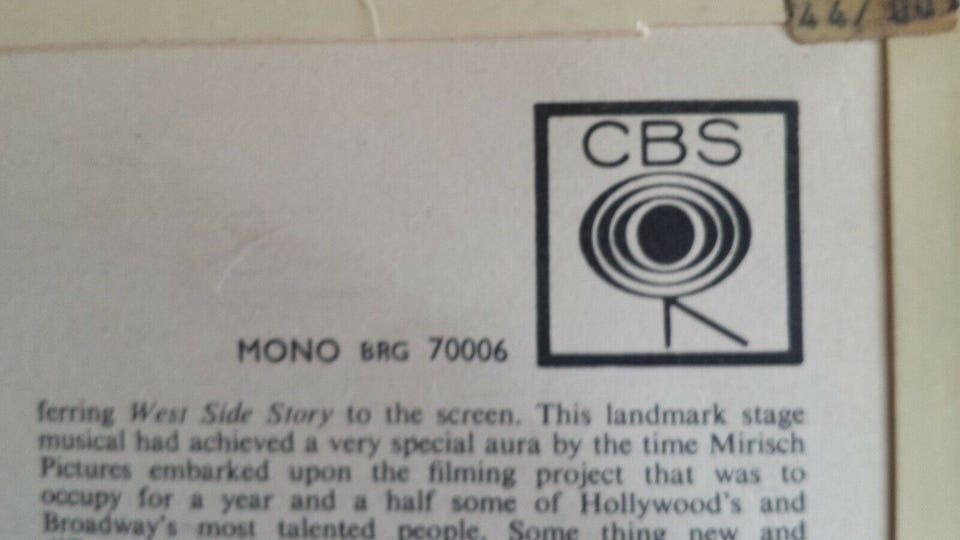 CBS
MONO BRG 70006
ferring West Side Story to the screen. This landmark stage
musical had achieved a very special aura by the time Mirisch
Pictures embarked upon the filming project that was to
occupy for a year and a half some of Hollywood's and
Broadway's most talented people. Some thing new and